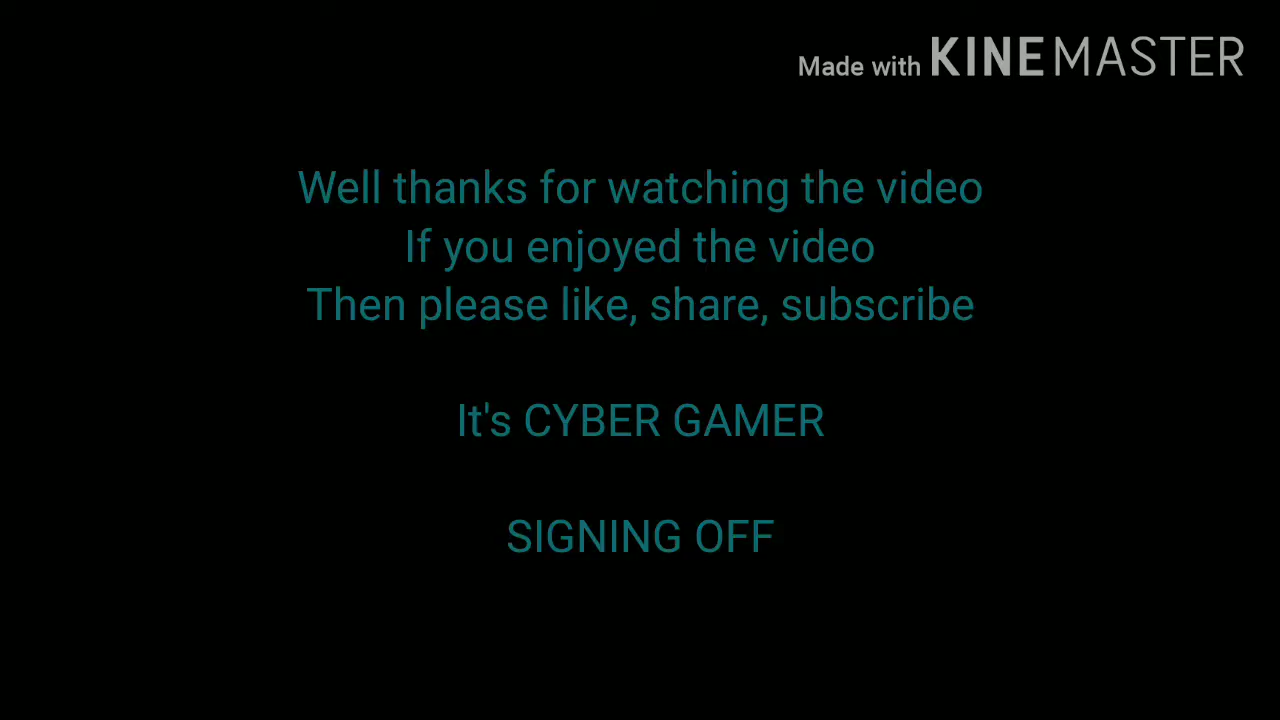 Made with KINEMASTER
Well thanks for watching the video
If you enjoyed the video
Then please like, share, subscribe
It's CYBER GAMER
SIGNING OFF